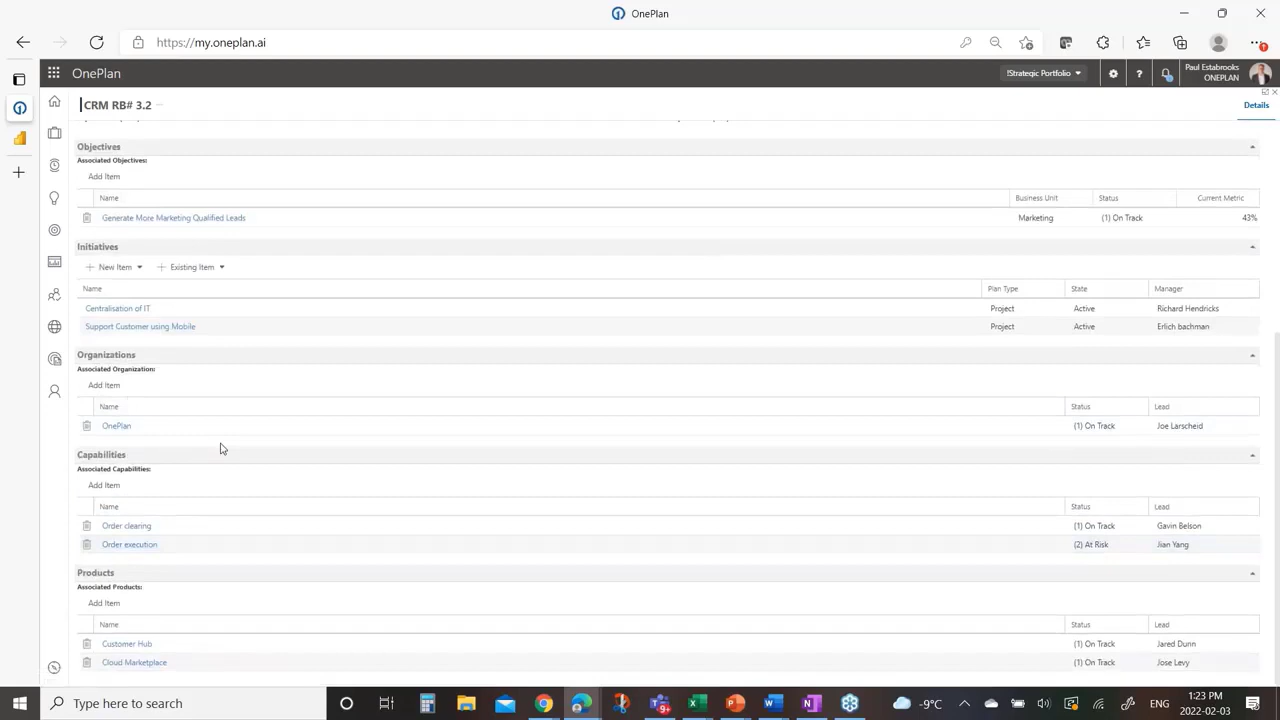 OnePlan
https://my.oneplan.ai
OnePlan
!Strategic Portfolio
?
Paul Estabrooks
ONEPLAN
CRM RB# 3.2
Details
Objectives
Associated Objectives:
Add Item
Name Business Unit Status Current Metric
Generate More Marketing Qualified Leads Marketing (1) On Track 43%
Initiatives
New Item Existing Item
Name Plan Type State Manager
Centralisation of IT Project Active Richard Hendricks
Support Customer using Mobile Project Active Erlich bachman
Organizations
Associated Organization:
Add Item
Name Status Lead
OnePlan (1) On Track Joe Larscheid
Capabilities
Associated Capabilities:
Add Item
Name Status Lead
Order clearing (1) On Track Gavin Belson
Order execution (2) At Risk Jian Yang
Products
Associated Products:
Add Item
Name Status Lead
Customer Hub (1) On Track Jared Dunn
Cloud Marketplace (1) On Track Jose Levy
Type here to search
9+
-9°C
ENG
1:23 PM
2022-02-03